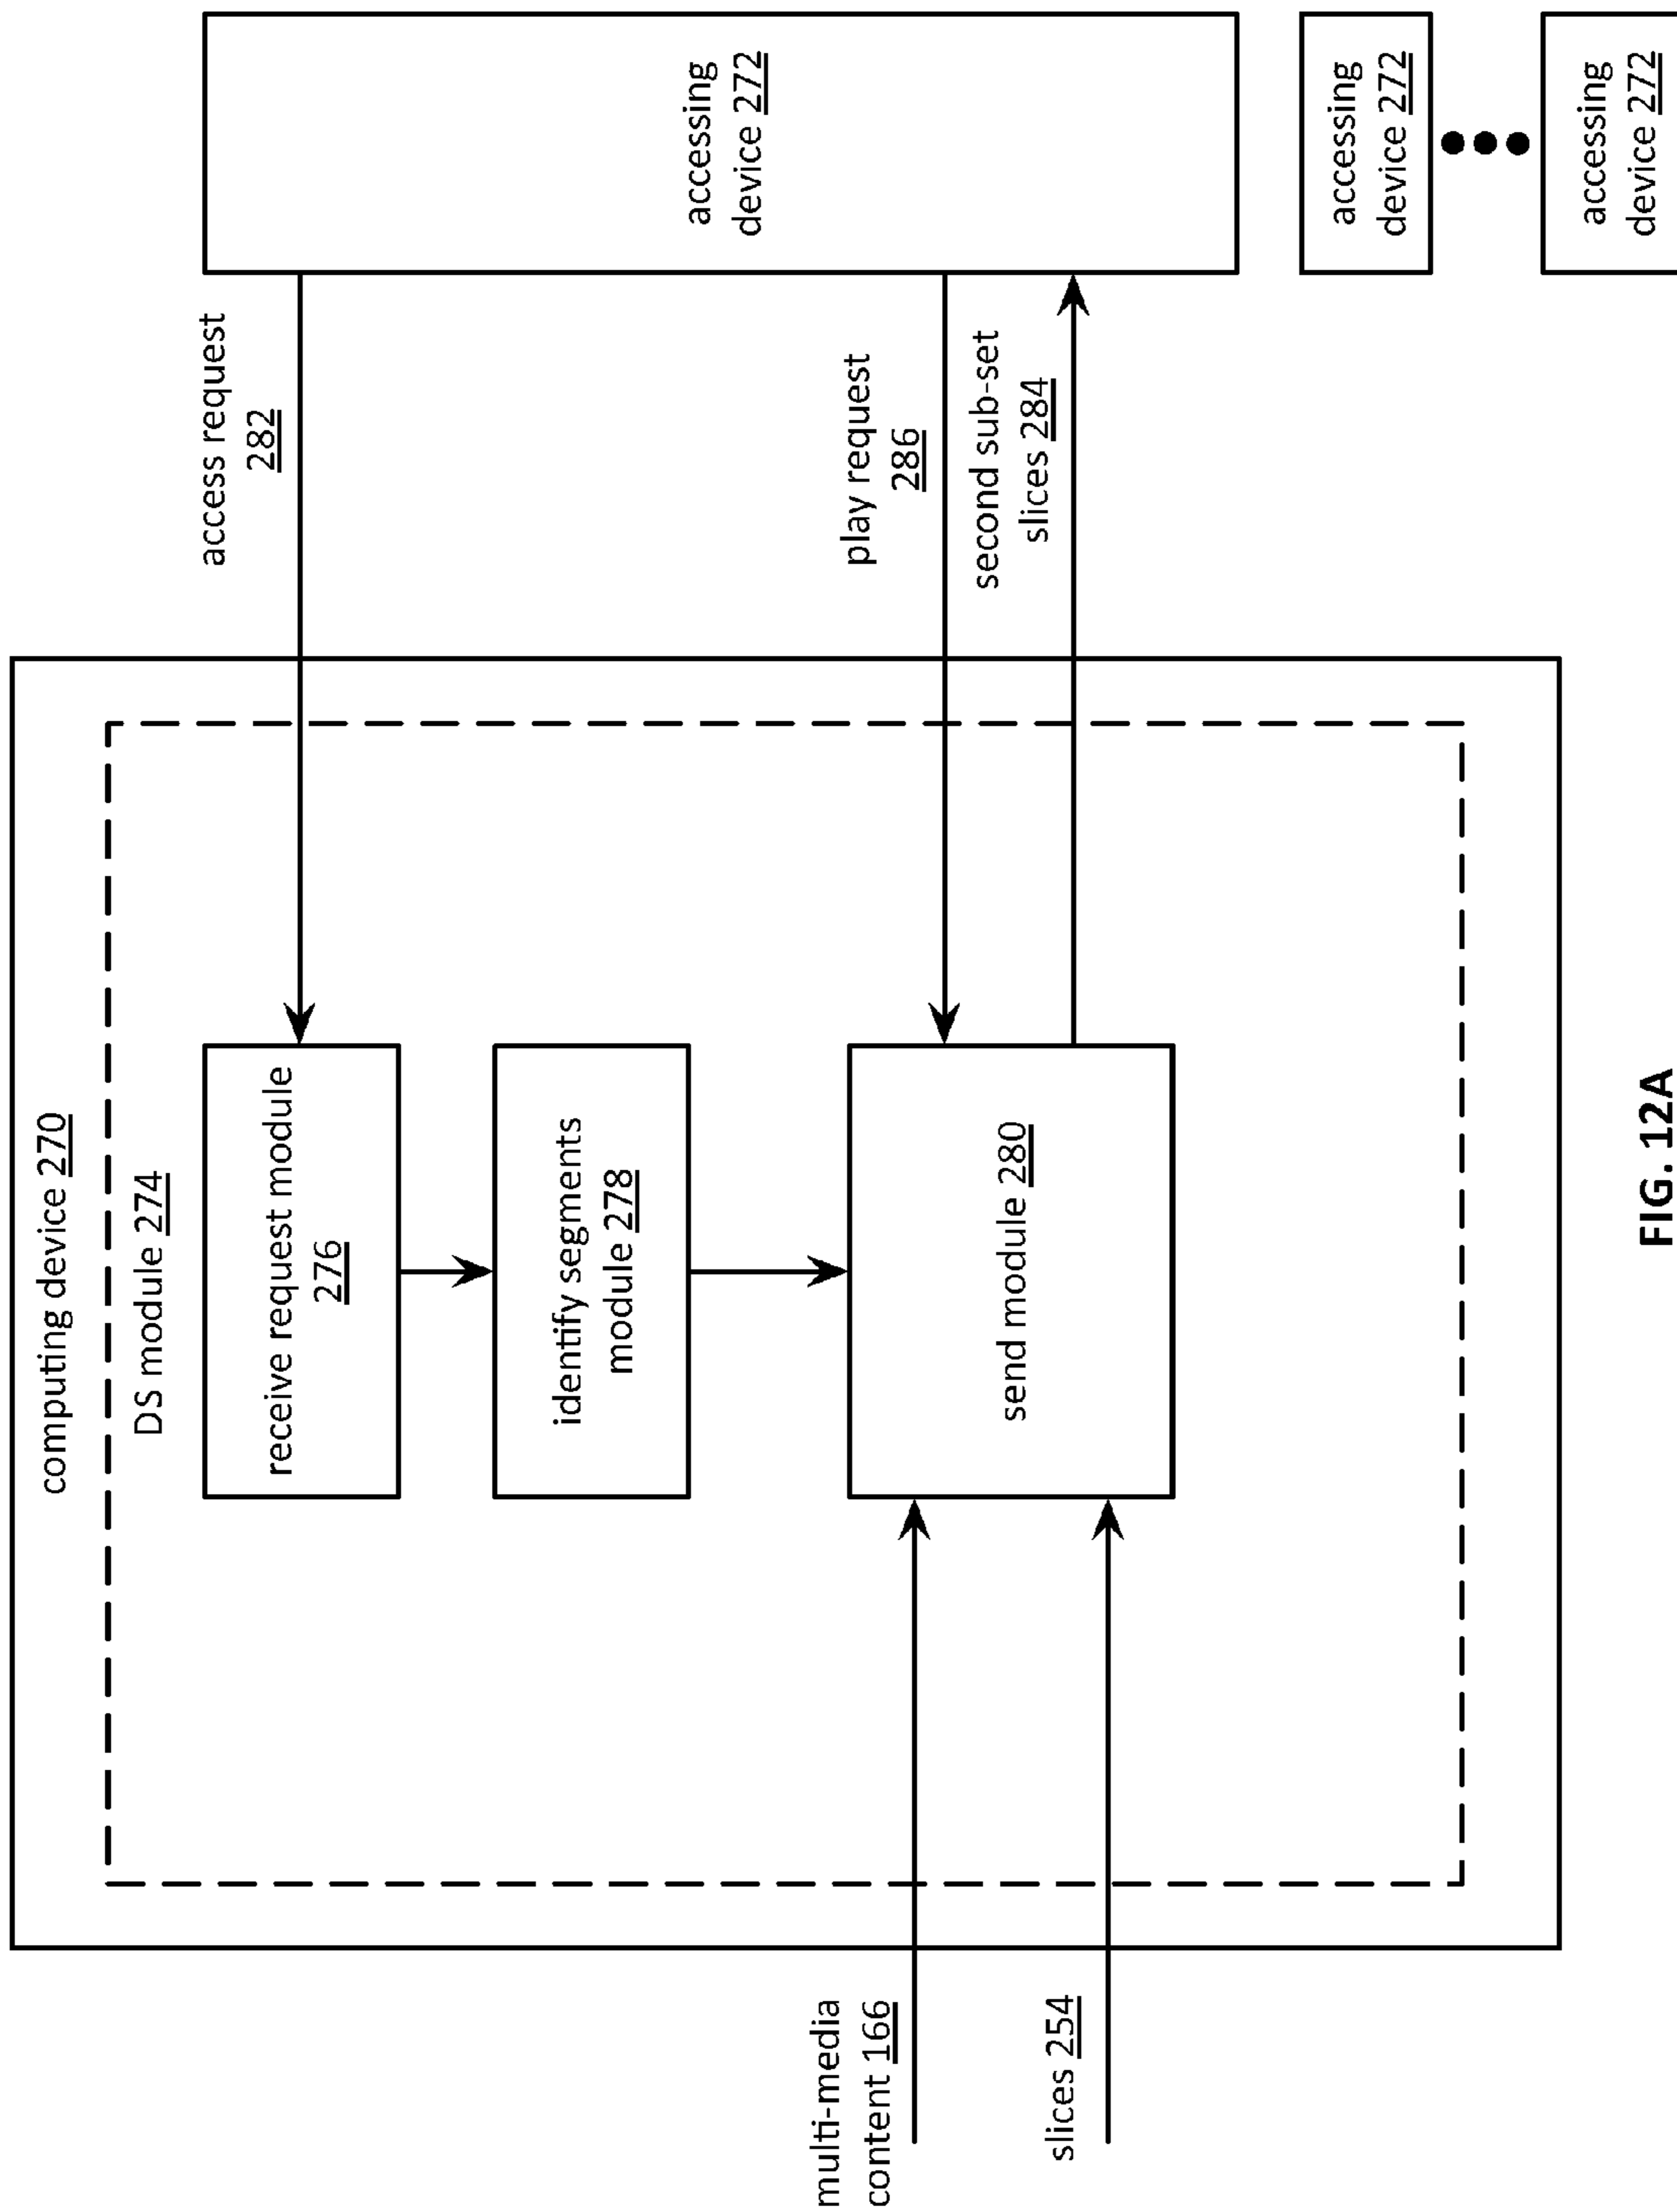 computing device 270
DS module 274
receive request module
276
identify segments
module 278
send module 280
multi-media
content 166
slices 254
access request
282
play request
286
second sub-set
slices 284
accessing
device 272
accessing
device 272
accessing
device 272
FIG. 12A